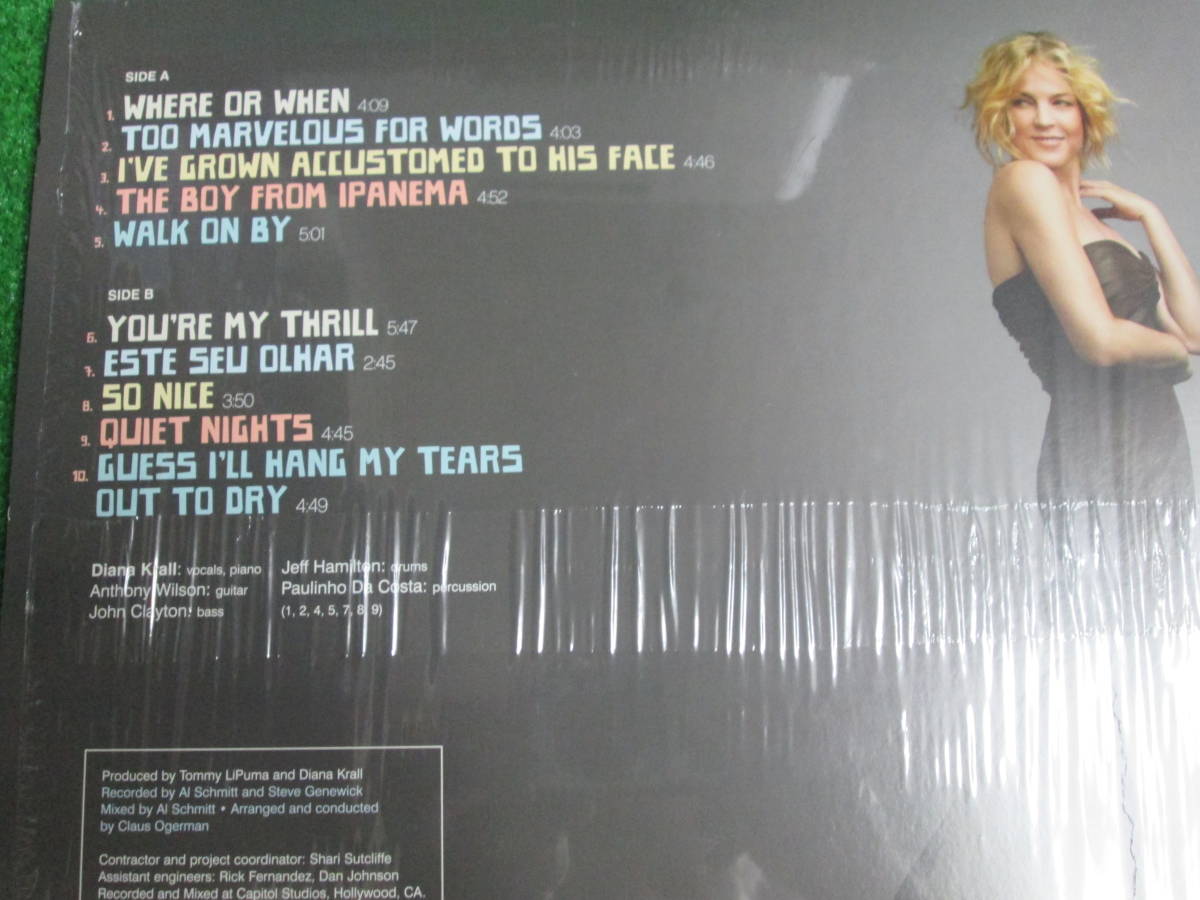 SIDE A
1. WHERE OR WHEN 4:09
2. TOO MARVELOUS FOR WORDS 4:03
3. I'VE GROWN ACCUSTOMED TO HIS FACE 4:46
4. THE BOY FROM IPANEMA 4:52
5. WALK ON BY 5:01
SIDE B
6. YOU'RE MY THRILL 5:47
7. ESTE SEU OLHAR 2:45
8. SO NICE 3:50
9. QUIET NIGHTS 4:45
10. GUESS I'LL HANG MY TEARS
OUT TO DRY 4:49
Diana Krall: vocals, piano
Anthony Wilson: guitar
John Clayton: bass
Jeff Hamilton: drums
Paulinho Da Costa: percussion
(1, 2, 4, 5, 7, 8, 9)
Produced by Tommy LiPuma and Diana Krall
Recorded by Al Schmitt and Steve Genewick
Mixed by Al Schmitt • Arranged and conducted
by Claus Ogerman
Contractor and project coordinator: Shari Sutcliffe
Assistant engineers: Rick Fernandez, Dan Johnson
Recorded and Mixed at Capitol Studios, Hollywood, CA.